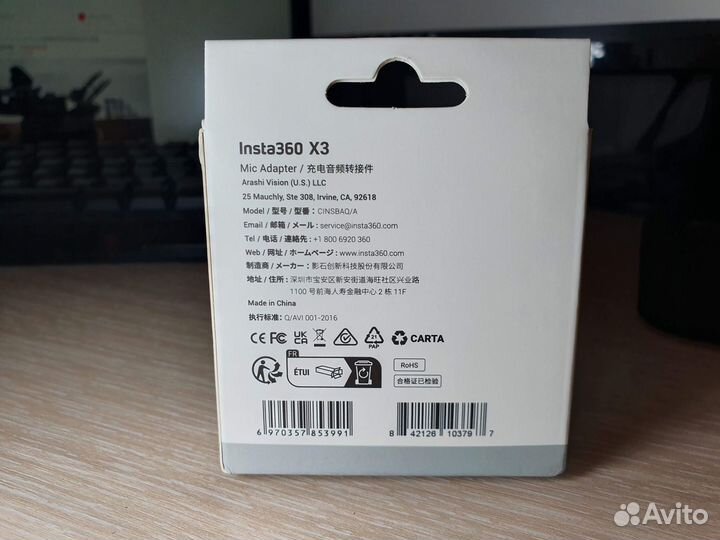 Insta360 X3
Mic Adapter / 充电音频转接件
Arashi Vision (U.S.) LLC
25 Mauchly, Ste 308, Irvine, CA, 92618
Model / 型号 / 型番 : CINSBAQ/A
Email / 邮箱 / メール : service@insta360.com
Tel / 电话 / 連絡先 : +1 800 6920 360
Web / 网址 / ホームページ : www.insta360.com
制造商 / メーカー : 影石创新科技股份有限公司
地址 / 住所 : 深圳市宝安区新安街道海旺社区兴业路
1100 号前海人寿金融中心 2 栋 11F
Made in China
执行标准: Q/AVI 001-2016
CE FC UK CA 21 PAP CARTA
FR
ÉTUI
RoHS
合格证已检验
6 970357 853991
8 42126 10379 7
Avito